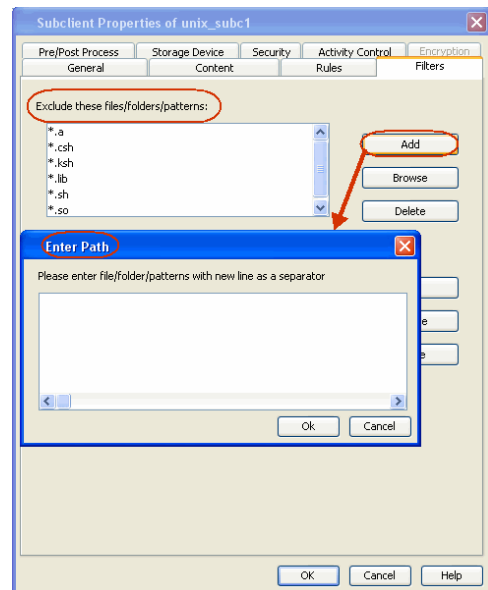 Subclient Properties of unix_subc1
Pre/Post Process Storage Device Security Activity Control Encryption
General Content Rules Filters
Exclude these files/folders/patterns:
*.a
*.csh
*.ksh
*.lib
*.sh
*.so
Add
Browse
Delete
Enter Path
Please enter file/folder/patterns with new line as a separator
e
e
Ok Cancel
OK Cancel Help